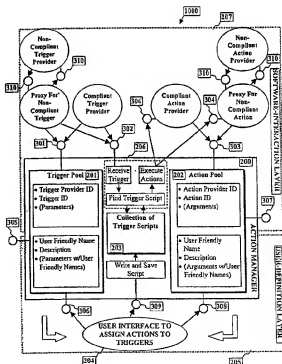 1000
207
Non-
Compliant
Trigger
Provider
Non-
Compliant
Action
Provider
310
310
310
310
Proxy For
Non-Compliant
Trigger
Compliant
Trigger
Provider
304
Compliant
Action
Provider
304
Proxy For
Non-Compliant
Action
301
302
206
303
SOFTWARE INTERACTION LAYER
200
Trigger Pool 201
• Trigger Provider ID
• Trigger ID
• (Parameters)
Receive
Trigger
Execute
Actions
Find Trigger Script
202 Action Pool
• Action Provider ID
• Action ID
(Arguments)
305
307
Collection of
Trigger Scripts
203
• User Friendly Name
• Description
• (Parameters w/User
Friendly Names)
• User Friendly
Name
• Description
• (Arguments w/User
Friendly Names)
Write and Save
Script
ACTION MANAGER
USER DEFINITION LAYER
306
309
308
USER INTERFACE TO
ASSIGN ACTIONS TO
TRIGGERS
204
205